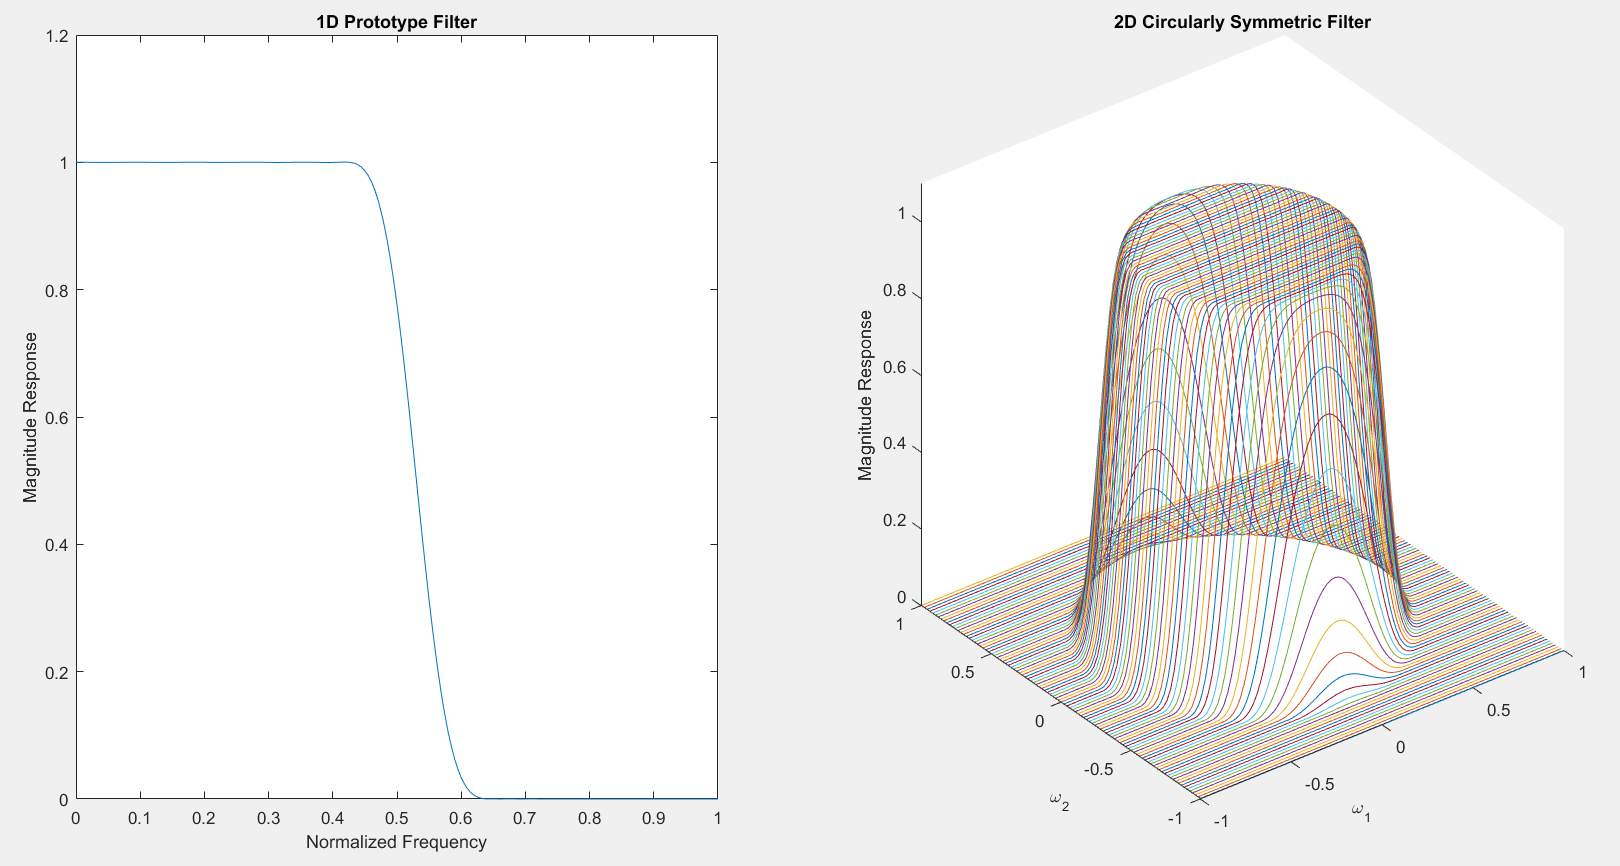 1D Prototype Filter
1.2
1
0.8
0.6
0.4
0.2
0
Magnitude Response
0 0.1 0.2 0.3 0.4 0.5 0.6 0.7 0.8 0.9 1
Normalized Frequency
2D Circularly Symmetric Filter
1
0.8
0.6
0.4
0.2
0
Magnitude Response
1
0.5
0
-0.5
-1
ω2
-1
-0.5
0
0.5
1
ω1